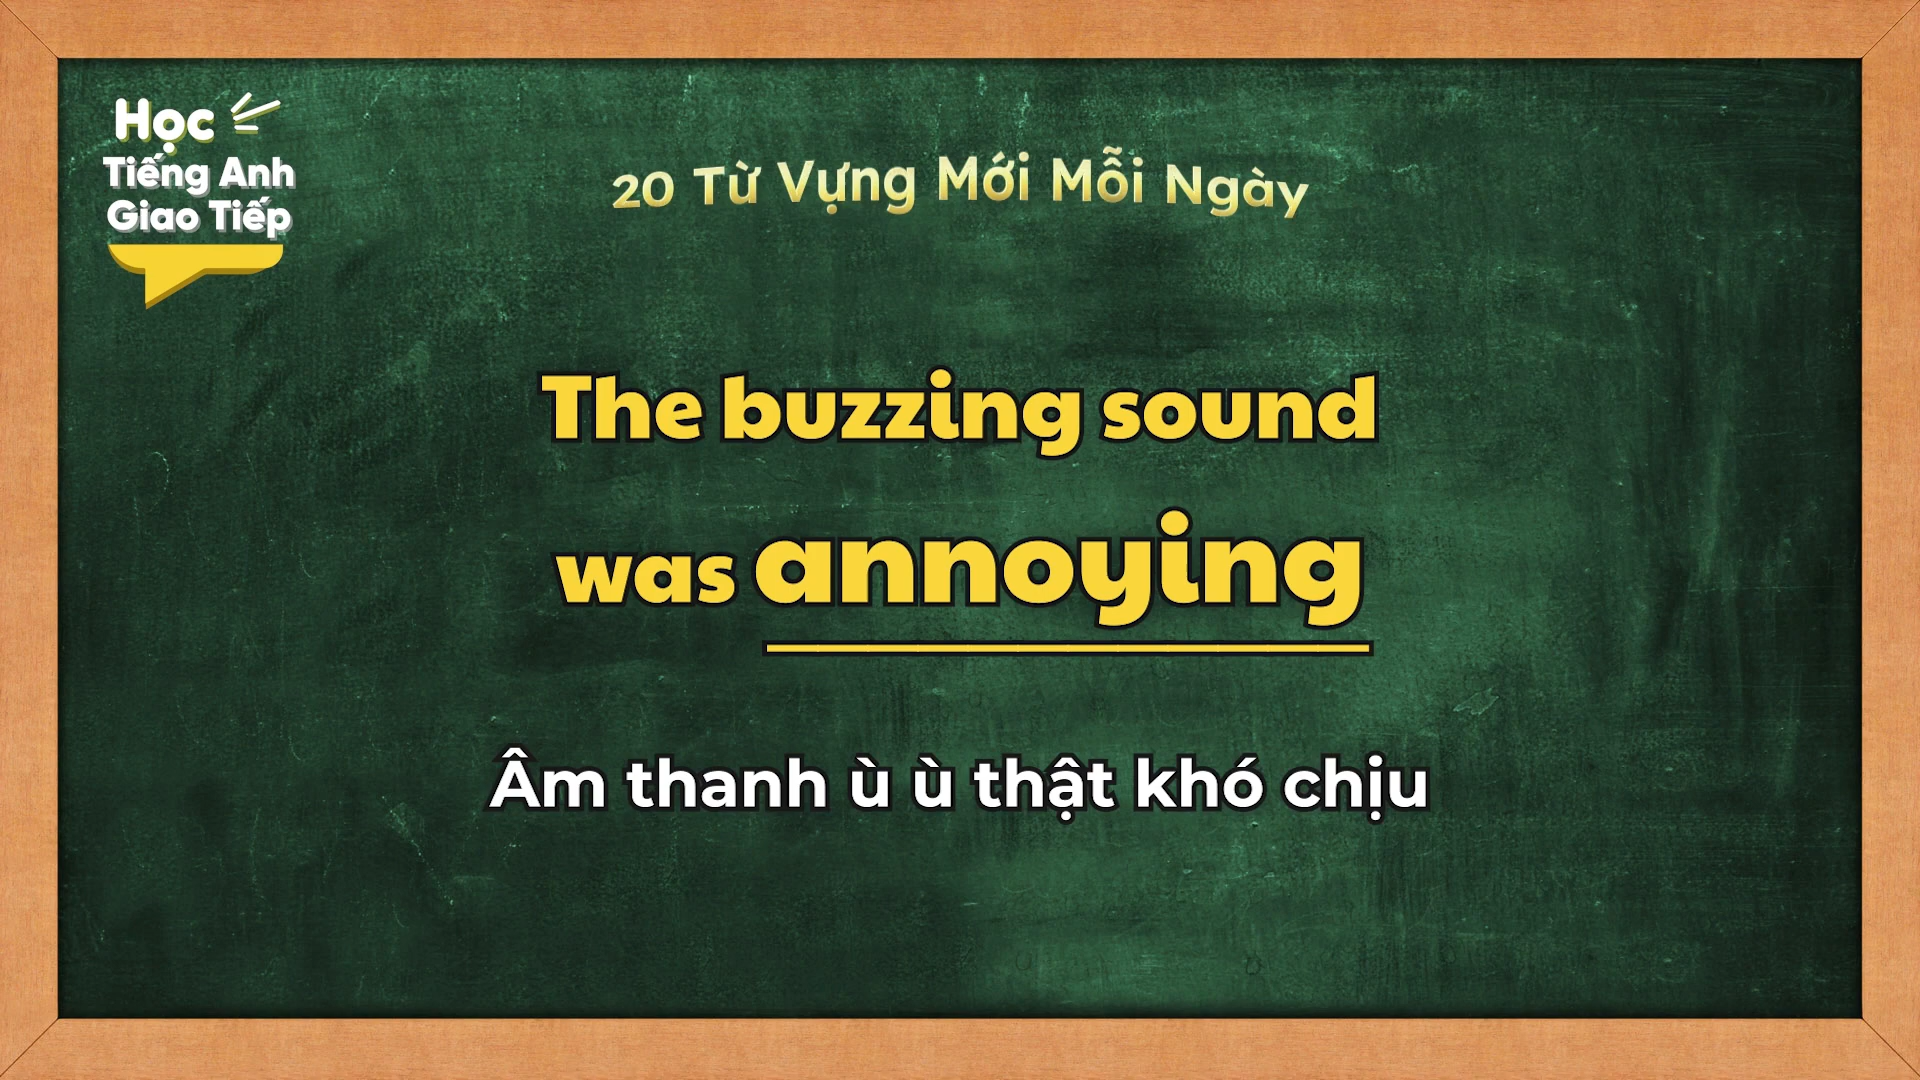 Học
Tiếng Anh
Giao Tiếp
20 Từ Vựng Mới Mỗi Ngày
The buzzing sound
was annoying
Âm thanh ù ù thật khó chịu